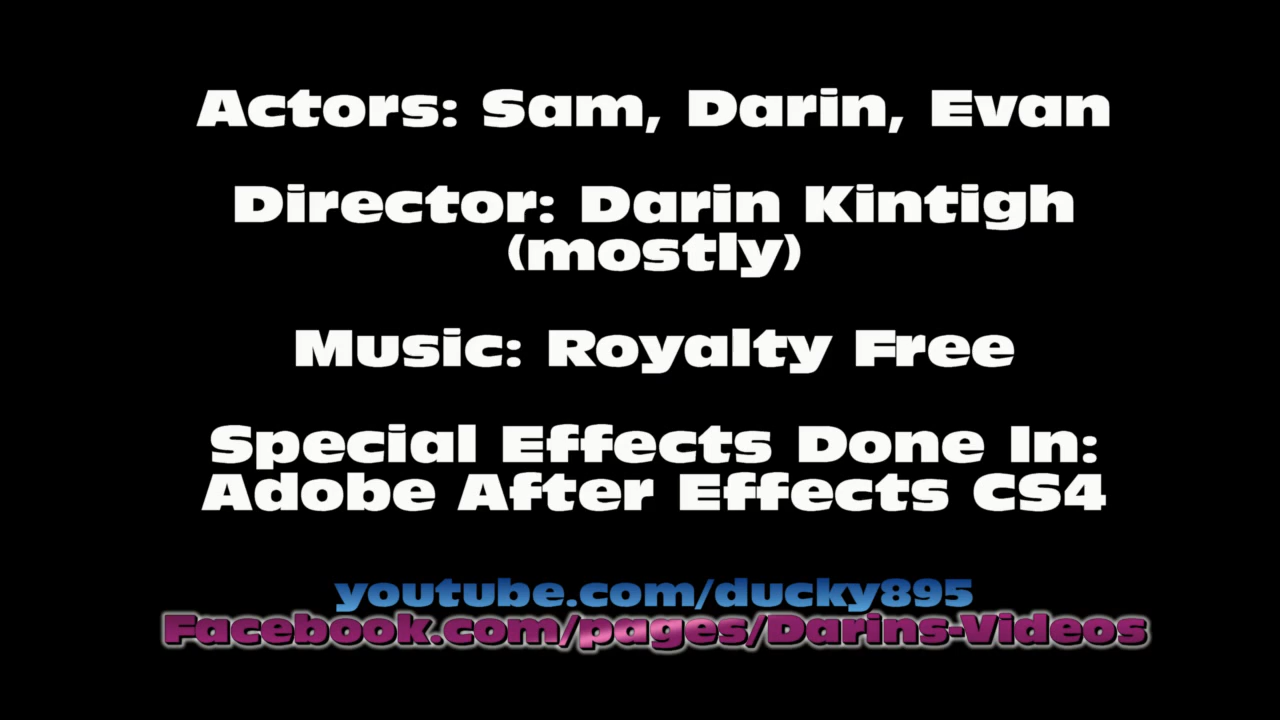 Actors: Sam, Darin, Evan
Director: Darin Kintigh
(mostly)
Music: Royalty Free
Special Effects Done In:
Adobe After Effects CS4
youtube.com/ducky895
Facebook.com/pages/Darins-Videos